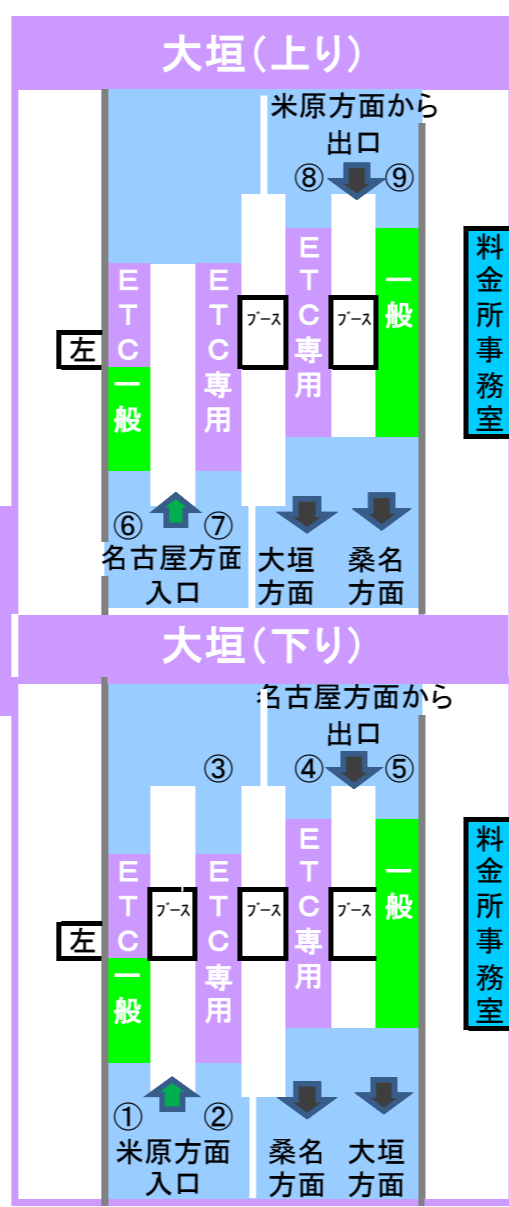 大垣(上り)
米原方面から
出口
⑧ ⑨
ETC一般
ETC専用
ブース
ETC専用
ブース
一般
左
料金所事務室
⑥ ⑦
名古屋方面
入口
大垣
方面
桑名
方面
大垣(下り)
名古屋方面から
出口
③ ④ ⑤
ETC一般
ブース
ETC専用
ブース
ETC専用
ブース
一般
左
料金所事務室
① ②
米原方面
入口
桑名
方面
大垣
方面